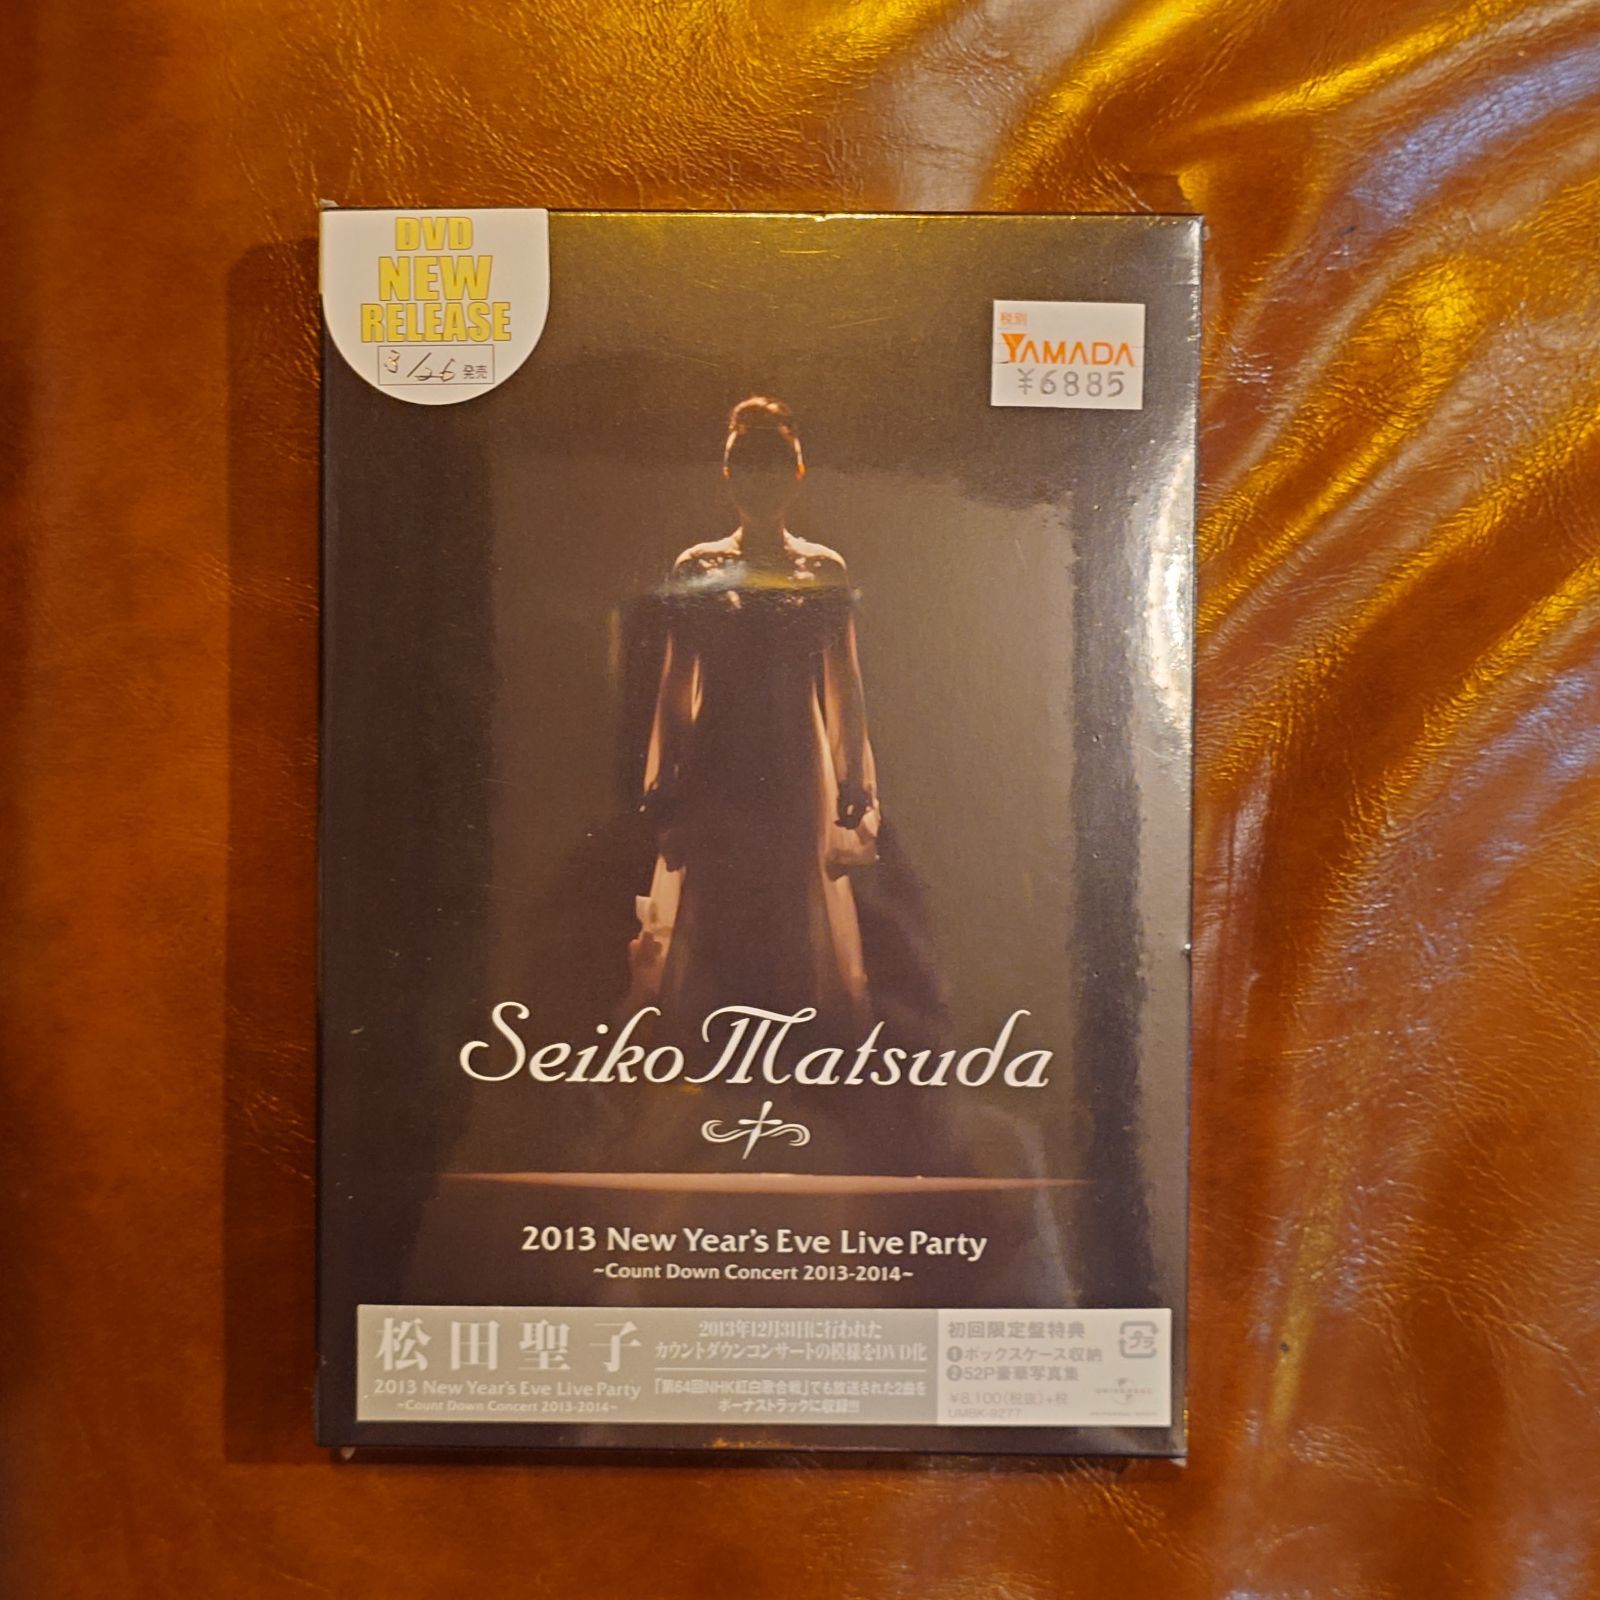 DVD
NEW
RELEASE
3/26 発売
税別
YAMADA
¥6885
Seiko Matsuda
2013 New Year's Eve Live Party
~Count Down Concert 2013-2014~
松田聖子
2013 New Year's Eve Live Party
~Count Down Concert 2013-2014~
2013年12月31日に行われた
カウントダウンコンサートの模様をDVD化
「第64回NHK紅白歌合戦」でも放送された2曲を
ボーナストラックに収録!!!
初回限定盤特典
❶ボックスケース収納
❷52P豪華写真集
¥8,100(税抜)+税
UMBK-9277
プラ
UNIVERSAL